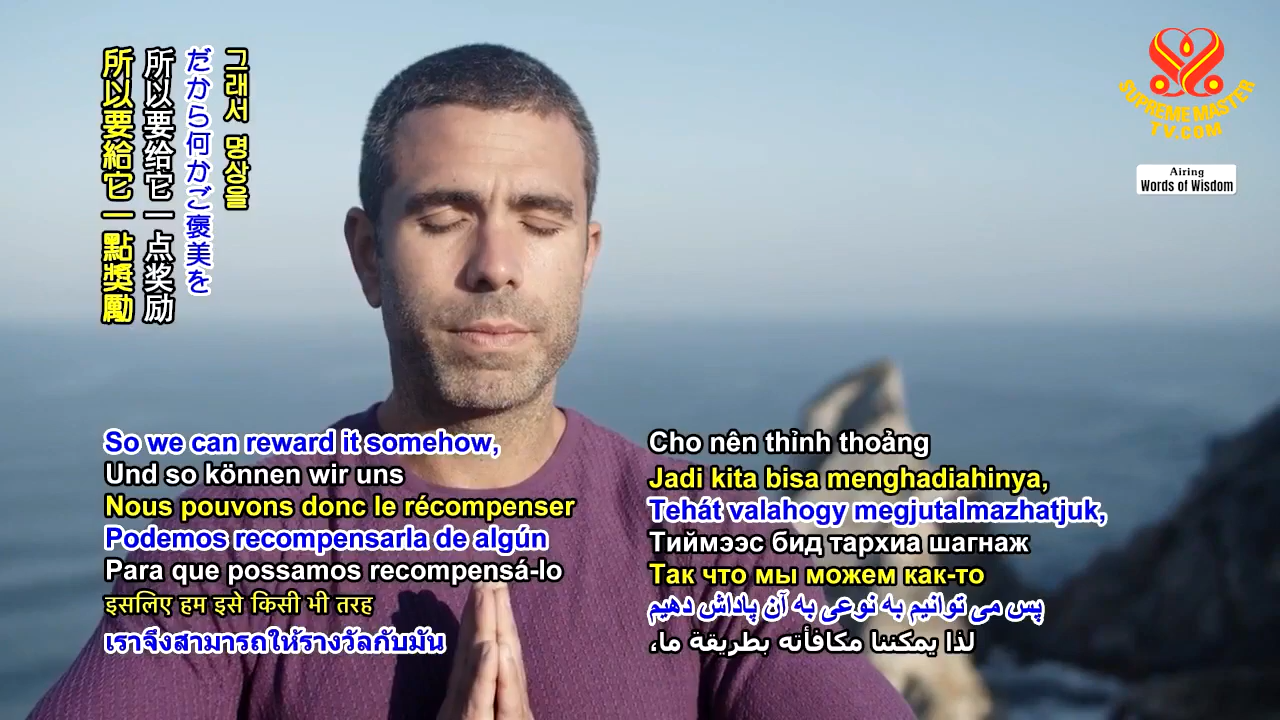 그래서 명상을
だから何かご褒美を
所以要给它一点奖励
所以要給它一點獎勵
SUPREME MASTER
TV.COM
Airing
Words of Wisdom
So we can reward it somehow,
Und so können wir uns
Nous pouvons donc le récompenser
Podemos recompensarla de algún
Para que possamos recompensá-lo
इसलिए हम इसे किसी भी तरह
เราจึงสามารถให้รางวัลกับมัน
Cho nên thỉnh thoảng
Jadi kita bisa menghadiahinya,
Tehát valahogy megjutalmazhatjuk,
Тиймээс бид тархиа шагнаж
Так что мы можем как-то
پس می توانیم به نوعی به آن پاداش دهیم
لذا يمكننا مكافأته بطريقة ما،